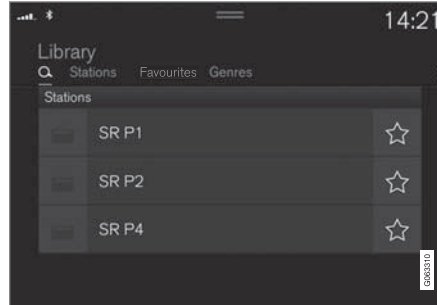 14:21
Library
Stations Favourites Genres
Stations
SR P1
SR P2
SR P4
G063310